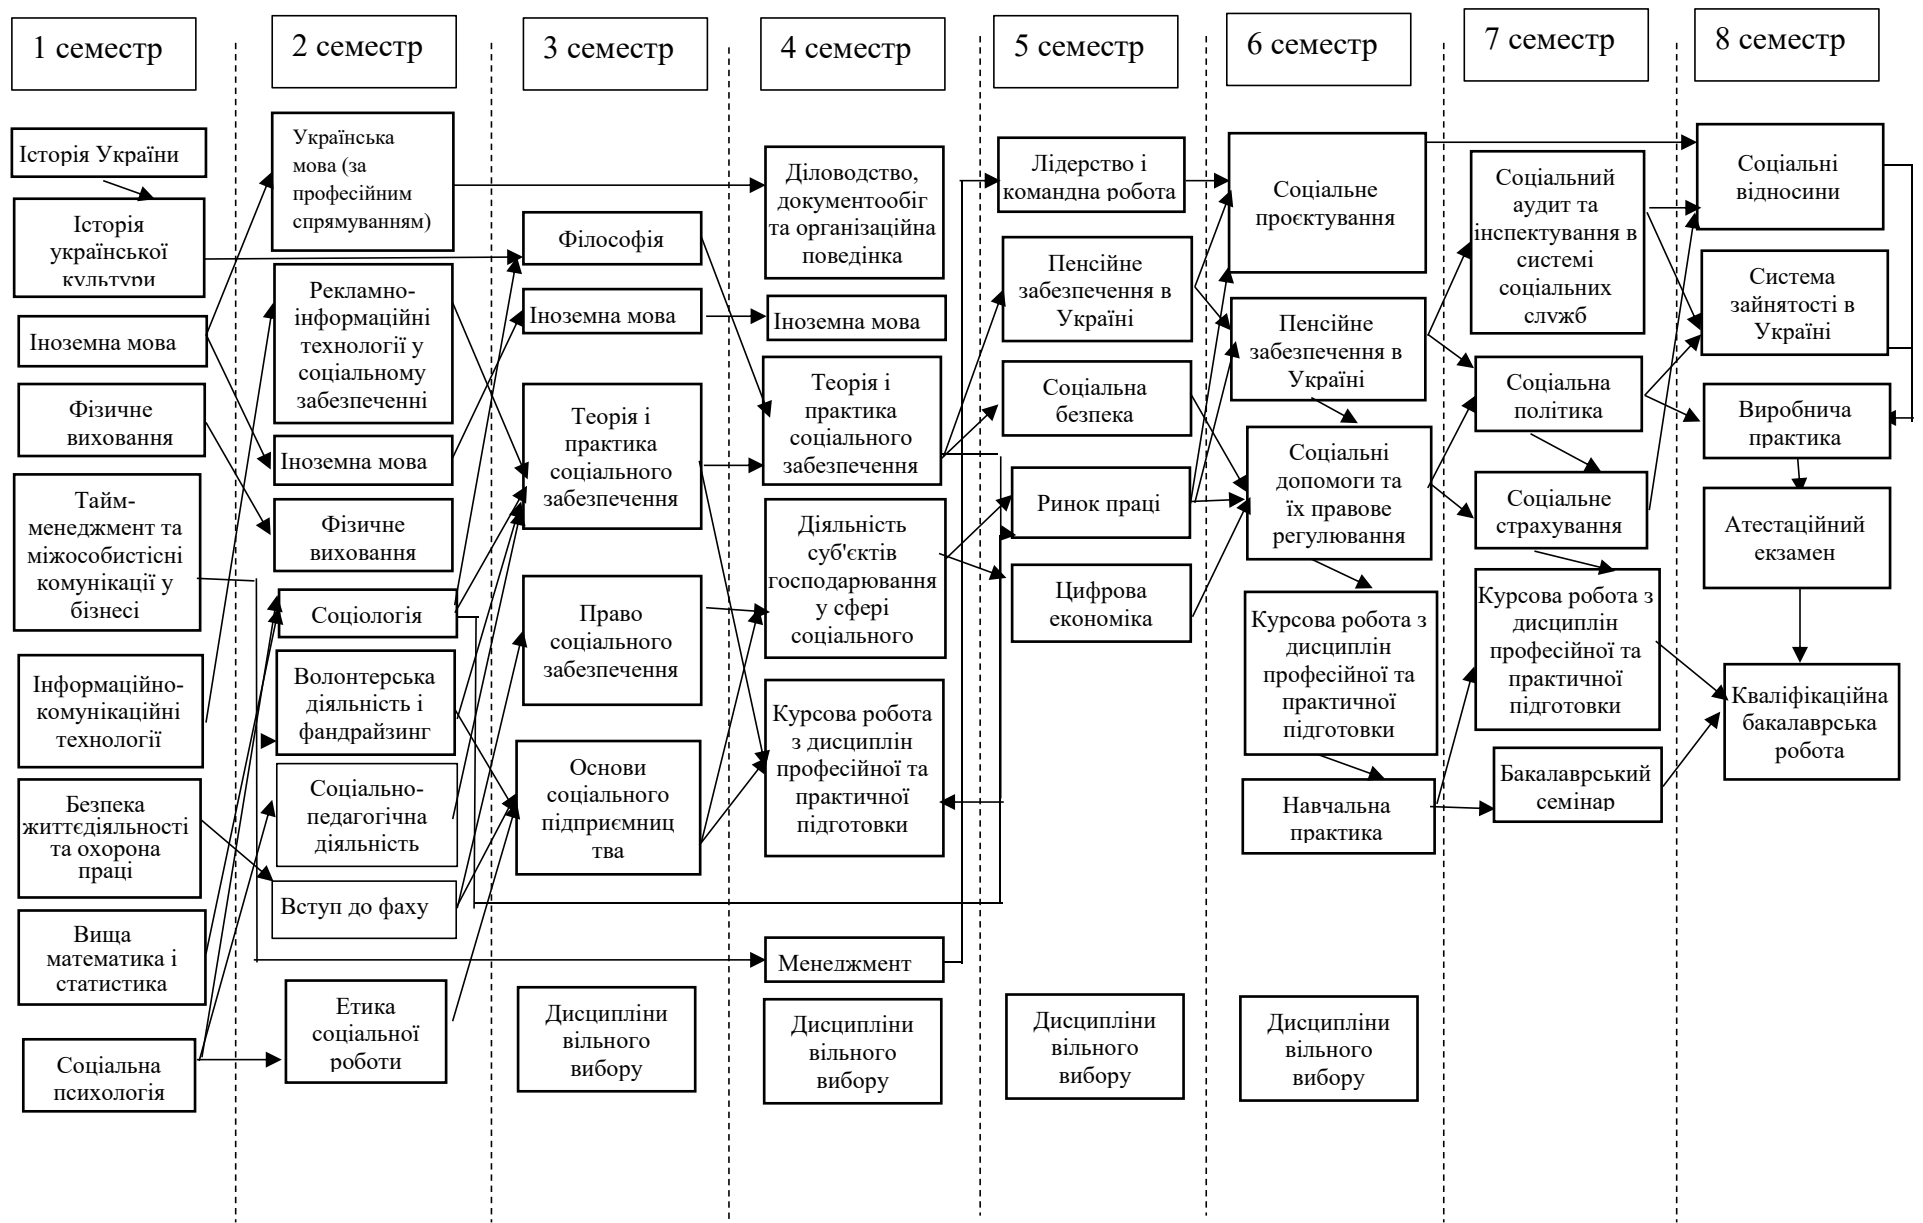 1 семестр
2 семестр
3 семестр
4 семестр
5 семестр
6 семестр
7 семестр
8 семестр
Історія України
Історія
української
культури
Іноземна мова
Фізичне
виховання
Тайм-
менеджмент та
міжособистісні
комунікації у
бізнесі
Інформаційно-
комунікаційні
технології
Безпека
життєдіяльності
та охорона
праці
Вища
математика і
статистика
Соціальна
психологія
Українська
мова (за
професійним
спрямуванням)
Рекламно-
інформаційні
технології у
соціальному
забезпеченні
Іноземна мова
Фізичне
виховання
Соціологія
Волонтерська
діяльність і
фандрайзинг
Соціально-
педагогічна
діяльність
Вступ до фаху
Етика
соціальної
роботи
Філософія
Іноземна мова
Теорія і
практика
соціального
забезпечення
Право
соціального
забезпечення
Основи
соціального
підприємниц
тва
Дисципліни
вільного
вибору
Діловодство,
документообіг
та організаційна
поведінка
Іноземна мова
Теорія і
практика
соціального
забезпечення
Діяльність
суб'єктів
господарювання
у сфері
соціального
Курсова робота
з дисциплін
професійної та
практичної
підготовки
Менеджмент
Дисципліни
вільного
вибору
Лідерство і
командна робота
Пенсійне
забезпечення в
Україні
Соціальна
безпека
Ринок праці
Цифрова
економіка
Дисципліни
вільного
вибору
Соціальне
проєктування
Пенсійне
забезпечення в
Україні
Соціальні
допомоги та
їх правове
регулювання
Курсова робота з
дисциплін
професійної та
практичної
підготовки
Навчальна
практика
Дисципліни
вільного
вибору
Соціальний
аудит та
інспектування в
системі
соціальних
служб
Соціальна
політика
Соціальне
страхування
Курсова робота з
дисциплін
професійної та
практичної
підготовки
Бакалаврський
семінар
Соціальні
відносини
Система
зайнятості в
Україні
Виробнича
практика
Атестаційний
екзамен
Кваліфікаційна
бакалаврська
робота